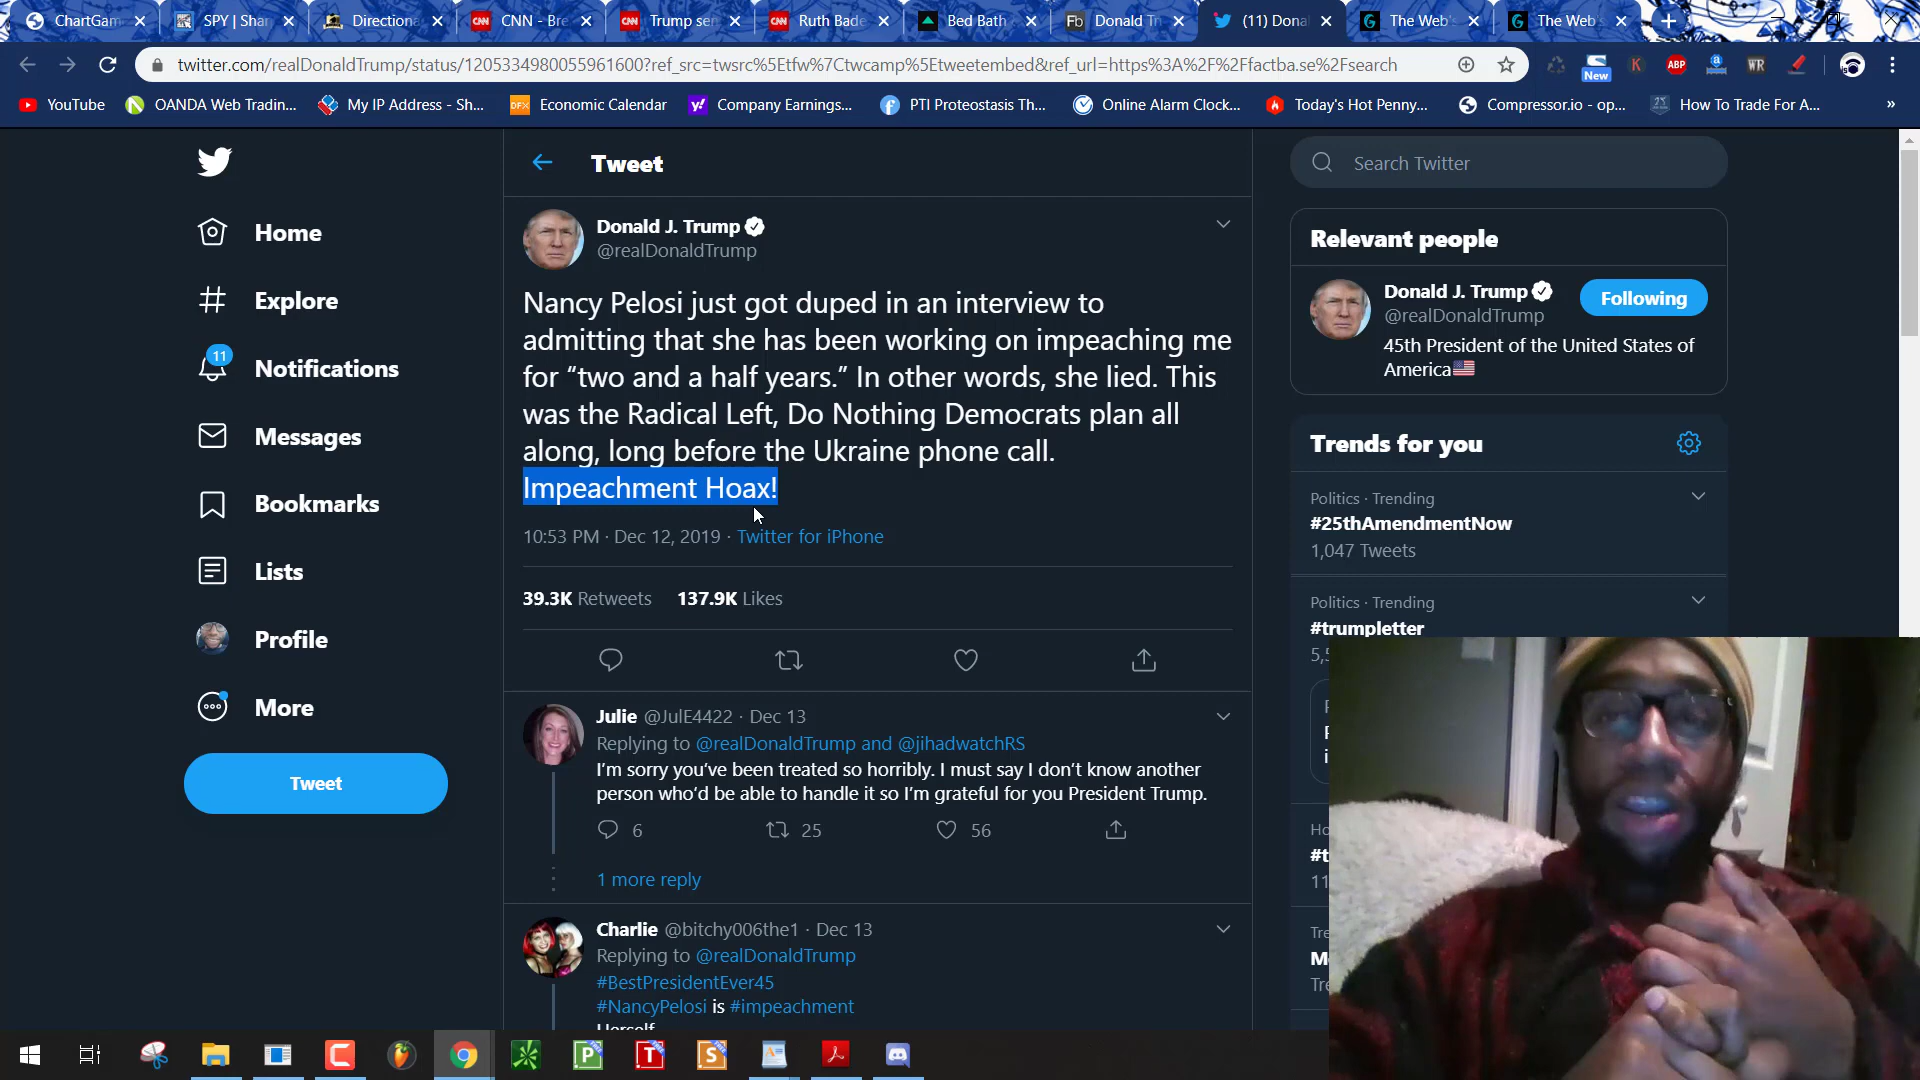 ChartGam
SPY | Shar
Directiona
CNN - Bre
Trump sen
Ruth Bade
Bed Bath
Donald Tr
(11) Dona
The Web's
The Web's
twitter.com/realDonaldTrump/status/1205334980055961600?ref_src=twsrc%5Etfw%7Ctwcamp%5Etweetembed&ref_url=https%3A%2F%2Ffactba.se%2Fsearch
New
ABP
WR
YouTube
OANDA Web Tradin...
My IP Address - Sh...
DFX
Economic Calendar
Company Earnings...
PTI Proteostasis Th...
Online Alarm Clock...
Today's Hot Penny...
Compressor.io - op...
How To Trade For A...
»
Home
Explore
11
Notifications
Messages
Bookmarks
Lists
Profile
More
Tweet
Tweet
Donald J. Trump
@realDonaldTrump
Nancy Pelosi just got duped in an interview to
admitting that she has been working on impeaching me
for “two and a half years.” In other words, she lied. This
was the Radical Left, Do Nothing Democrats plan all
along, long before the Ukraine phone call.
Impeachment Hoax!
10:53 PM · Dec 12, 2019 · Twitter for iPhone
39.3K Retweets 137.9K Likes
Julie @JulE4422 · Dec 13
Replying to @realDonaldTrump and @jihadwatchRS
I'm sorry you've been treated so horribly. I must say I don't know another
person who'd be able to handle it so I'm grateful for you President Trump.
6 25 56
1 more reply
Charlie @bitchy006the1 · Dec 13
Replying to @realDonaldTrump
#BestPresidentEver45
#NancyPelosi is #impeachment
Herself
Search Twitter
Relevant people
Donald J. Trump
@realDonaldTrump
Following
45th President of the United States of
America
Trends for you
Politics · Trending
#25thAmendmentNow
1,047 Tweets
Politics · Trending
#trumpletter